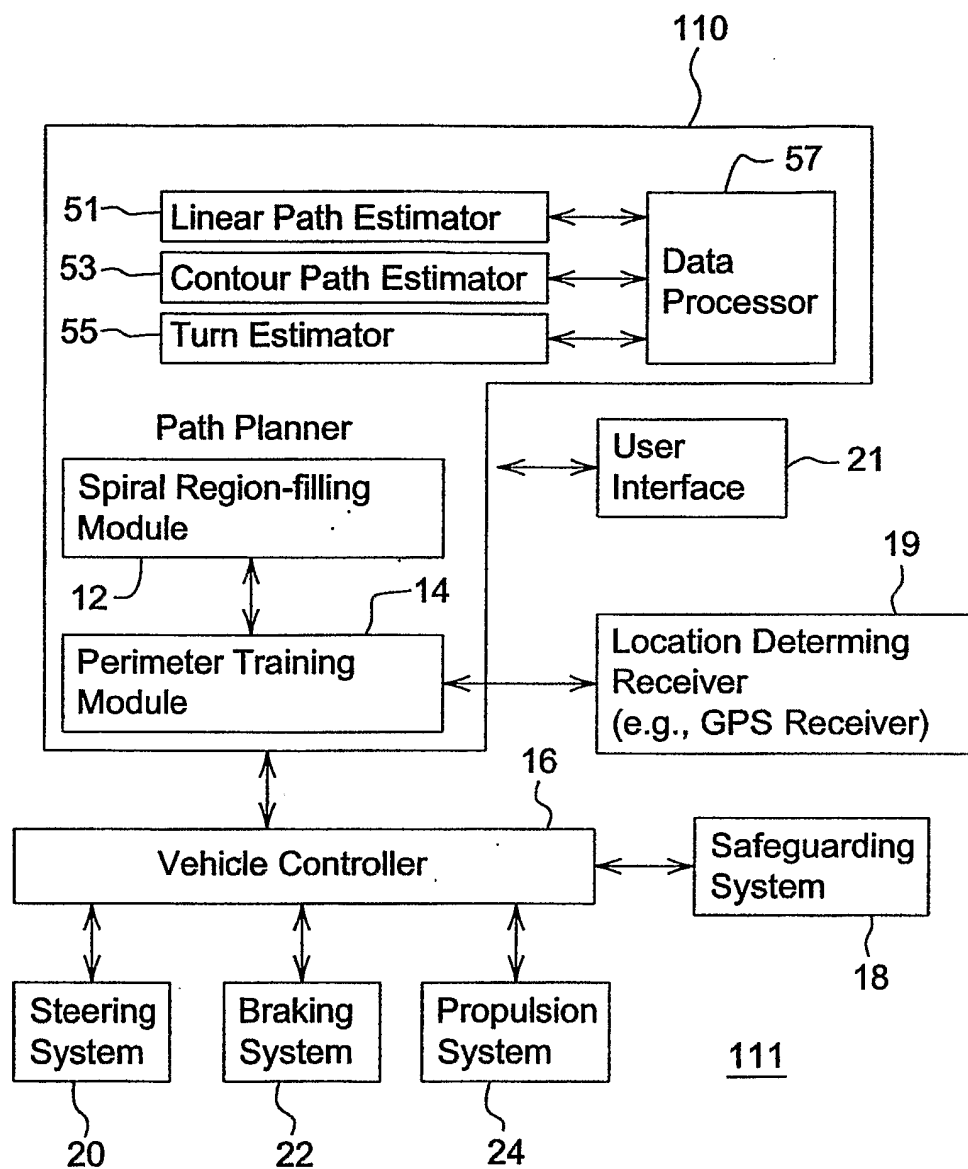 110
57
51
Linear Path Estimator
53
Contour Path Estimator
Data
Processor
55
Turn Estimator
Path Planner
Spiral Region-filling
Module
User
Interface
21
12
14
19
Perimeter Training
Module
Location Determing
Receiver
(e.g., GPS Receiver)
16
Vehicle Controller
Safeguarding
System
18
Steering
System
Braking
System
Propulsion
System
111
20
22
24